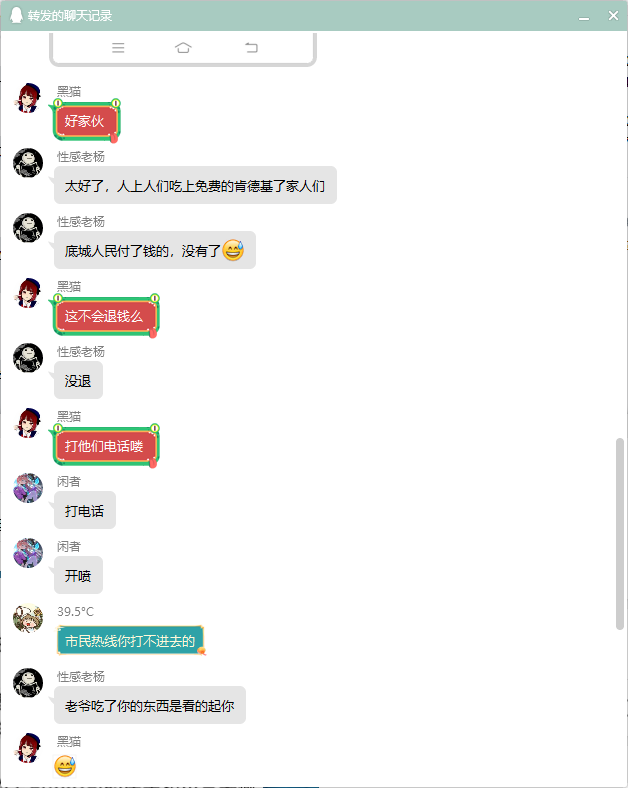 转发的聊天记录
黑猫
好家伙
性感老杨
太好了，人上人们吃上免费的肯德基了家人们
性感老杨
底城人民付了钱的，没有了
黑猫
这不会退钱么
性感老杨
没退
黑猫
打他们电话喽
闲者
打电话
闲者
开喷
39.5°C
市民热线你打不进去的
性感老杨
老爷吃了你的东西是看的起你
黑猫